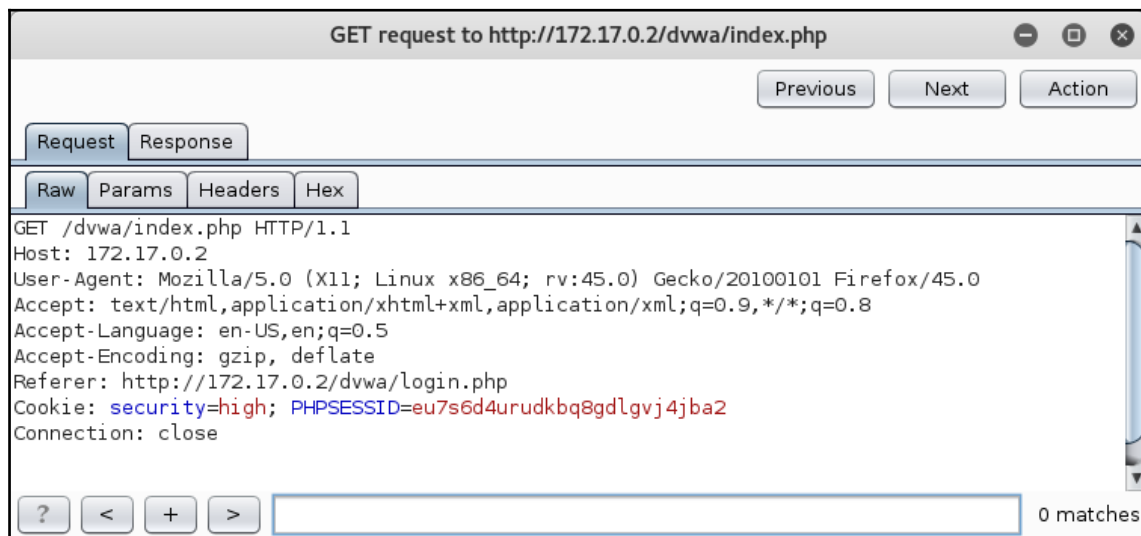 GET request to http://172.17.0.2/dvwa/index.php
Previous Next Action
Request Response
Raw Params Headers Hex
GET /dvwa/index.php HTTP/1.1
Host: 172.17.0.2
User-Agent: Mozilla/5.0 (X11; Linux x86_64; rv:45.0) Gecko/20100101 Firefox/45.0
Accept: text/html,application/xhtml+xml,application/xml;q=0.9,*/*;q=0.8
Accept-Language: en-US,en;q=0.5
Accept-Encoding: gzip, deflate
Referer: http://172.17.0.2/dvwa/login.php
Cookie: security=high; PHPSESSID=eu7s6d4urudkbq8gdlgvj4jba2
Connection: close
? < + > 0 matches